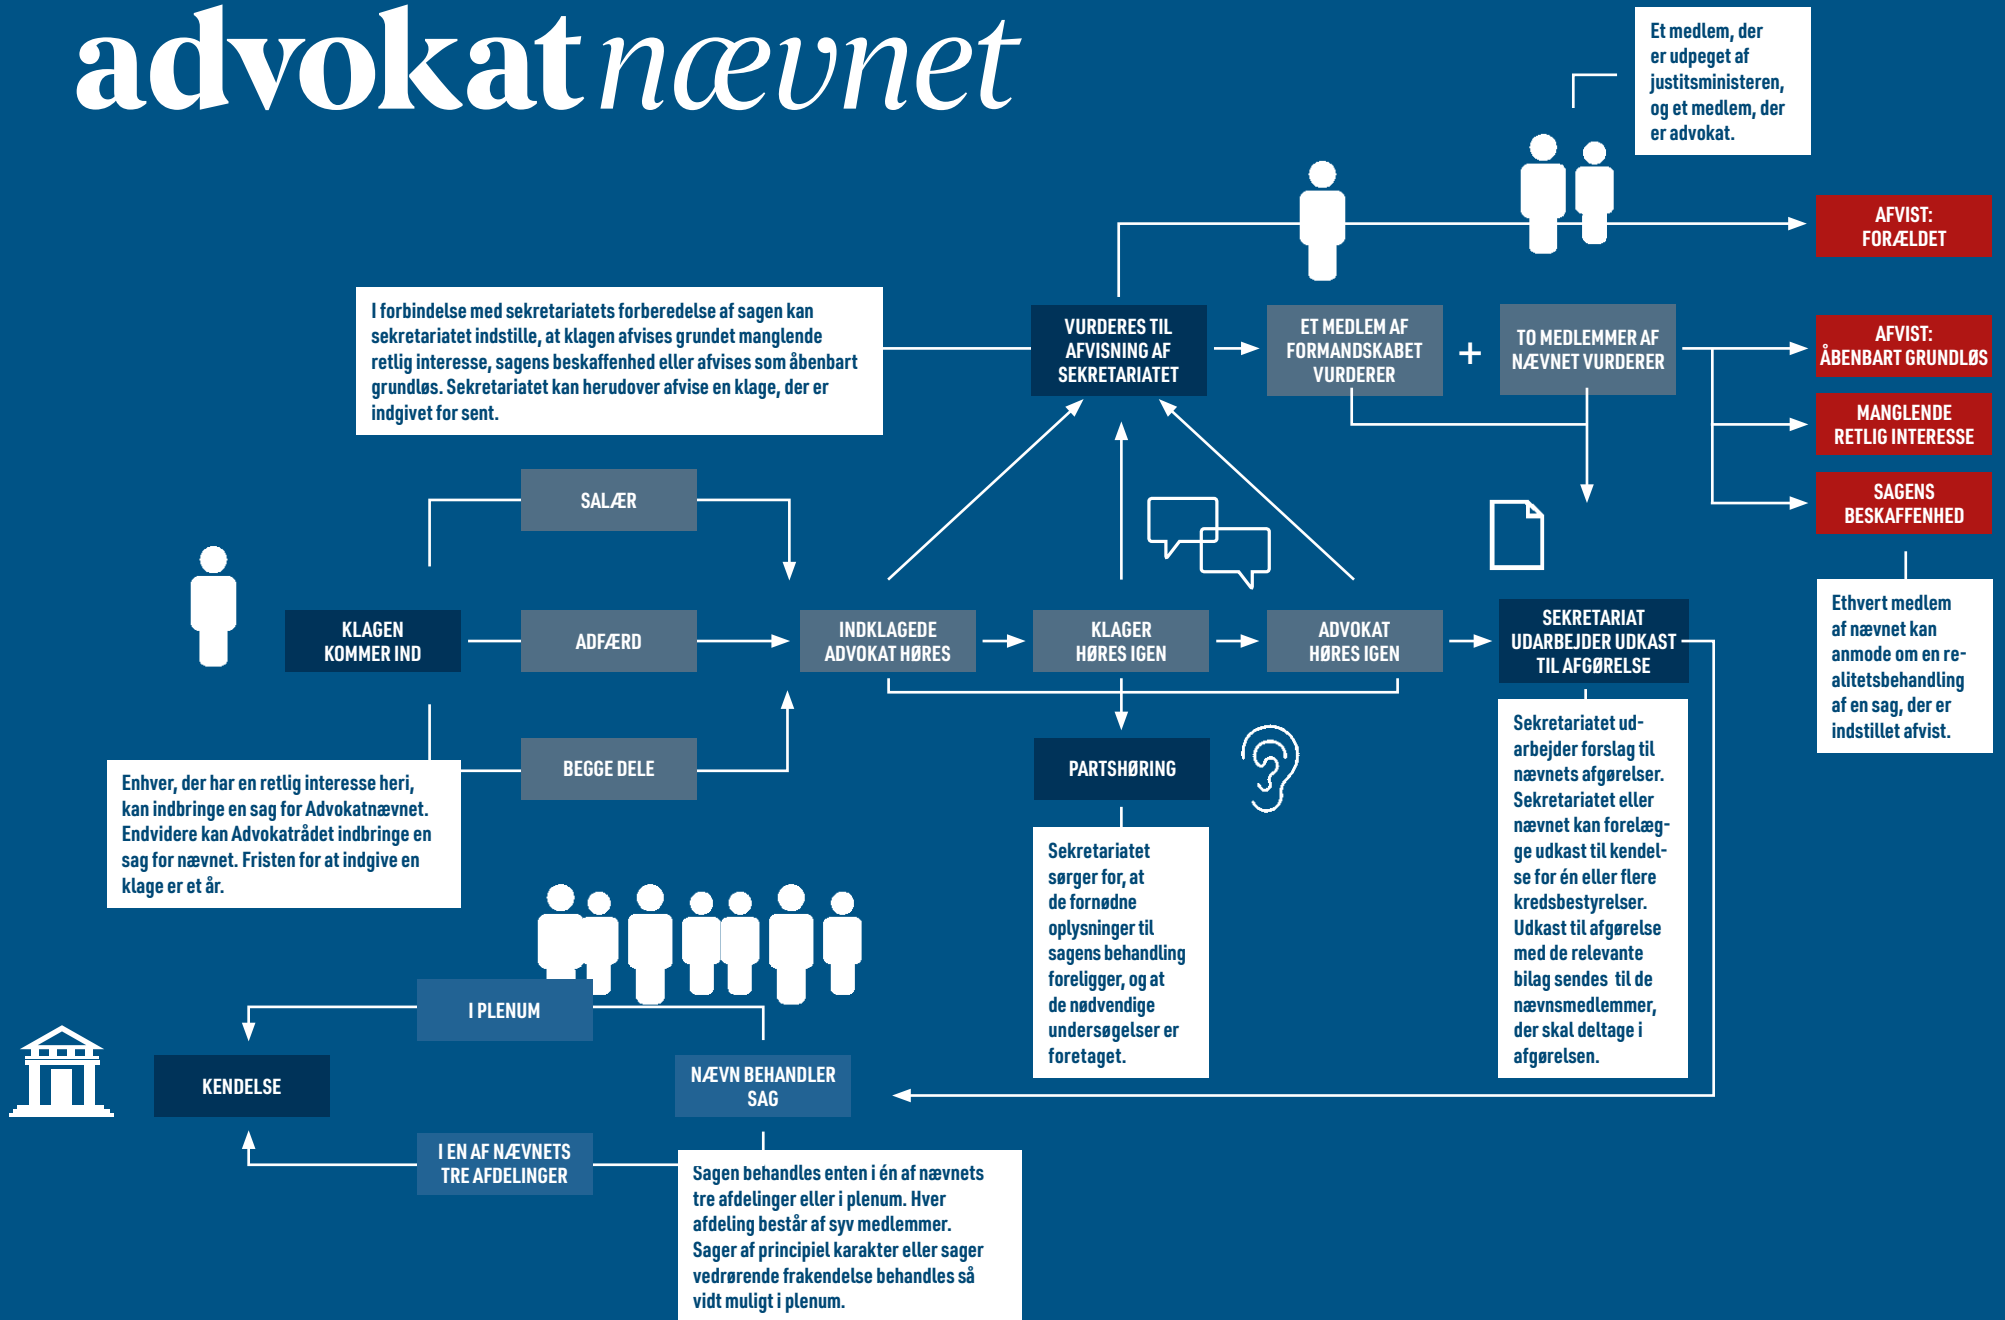 advokatnævnet
Et medlem, der
er udpeget af
justitsministeren,
og et medlem, der
er advokat.
AFVIST:
FORÆLDET
I forbindelse med sekretariatets forberedelse af sagen kan
sekretariatet indstille, at klagen afvises grundet manglende
retlig interesse, sagens beskaffenhed eller afvises som åbenbart
grundløs. Sekretariatet kan herudover afvise en klage, der er
indgivet for sent.
VURDERES TIL
AFVISNING AF
SEKRETARIATET
ET MEDLEM AF
FORMANDSKABET
VURDERER
+
TO MEDLEMMER AF
NÆVNET VURDERER
AFVIST:
ÅBENBART GRUNDLØS
MANGLENDE
RETLIG INTERESSE
SAGENS
BESKAFFENHED
Ethvert medlem
af nævnet kan
anmode om en re-
alitetsbehandling
af en sag, der er
indstillet afvist.
SALÆR
KLAGEN
KOMMER IND
ADFÆRD
BEGGE DELE
INDKLAGEDE
ADVOKAT HØRES
KLAGER
HØRES IGEN
ADVOKAT
HØRES IGEN
SEKRETARIAT
UDARBEJDER UDKAST
TIL AFGØRELSE
Enhver, der har en retlig interesse heri,
kan indbringe en sag for Advokatnævnet.
Endvidere kan Advokatrådet indbringe en
sag for nævnet. Fristen for at indgive en
klage er et år.
PARTSHØRING
Sekretariatet
sørger for, at
de fornødne
oplysninger til
sagens behandling
foreligger, og at
de nødvendige
undersøgelser er
foretaget.
Sekretariatet ud-
arbejder forslag til
nævnets afgørelser.
Sekretariatet eller
nævnet kan forelæg-
ge udkast til kendel-
se for én eller flere
kredsbestyrelser.
Udkast til afgørelse
med de relevante
bilag sendes til de
nævnsmedlemmer,
der skal deltage i
afgørelsen.
I PLENUM
KENDELSE
NÆVN BEHANDLER
SAG
I EN AF NÆVNETS
TRE AFDELINGER
Sagen behandles enten i én af nævnets
tre afdelinger eller i plenum. Hver
afdeling består af syv medlemmer.
Sager af principiel karakter eller sager
vedrørende frakendelse behandles så
vidt muligt i plenum.